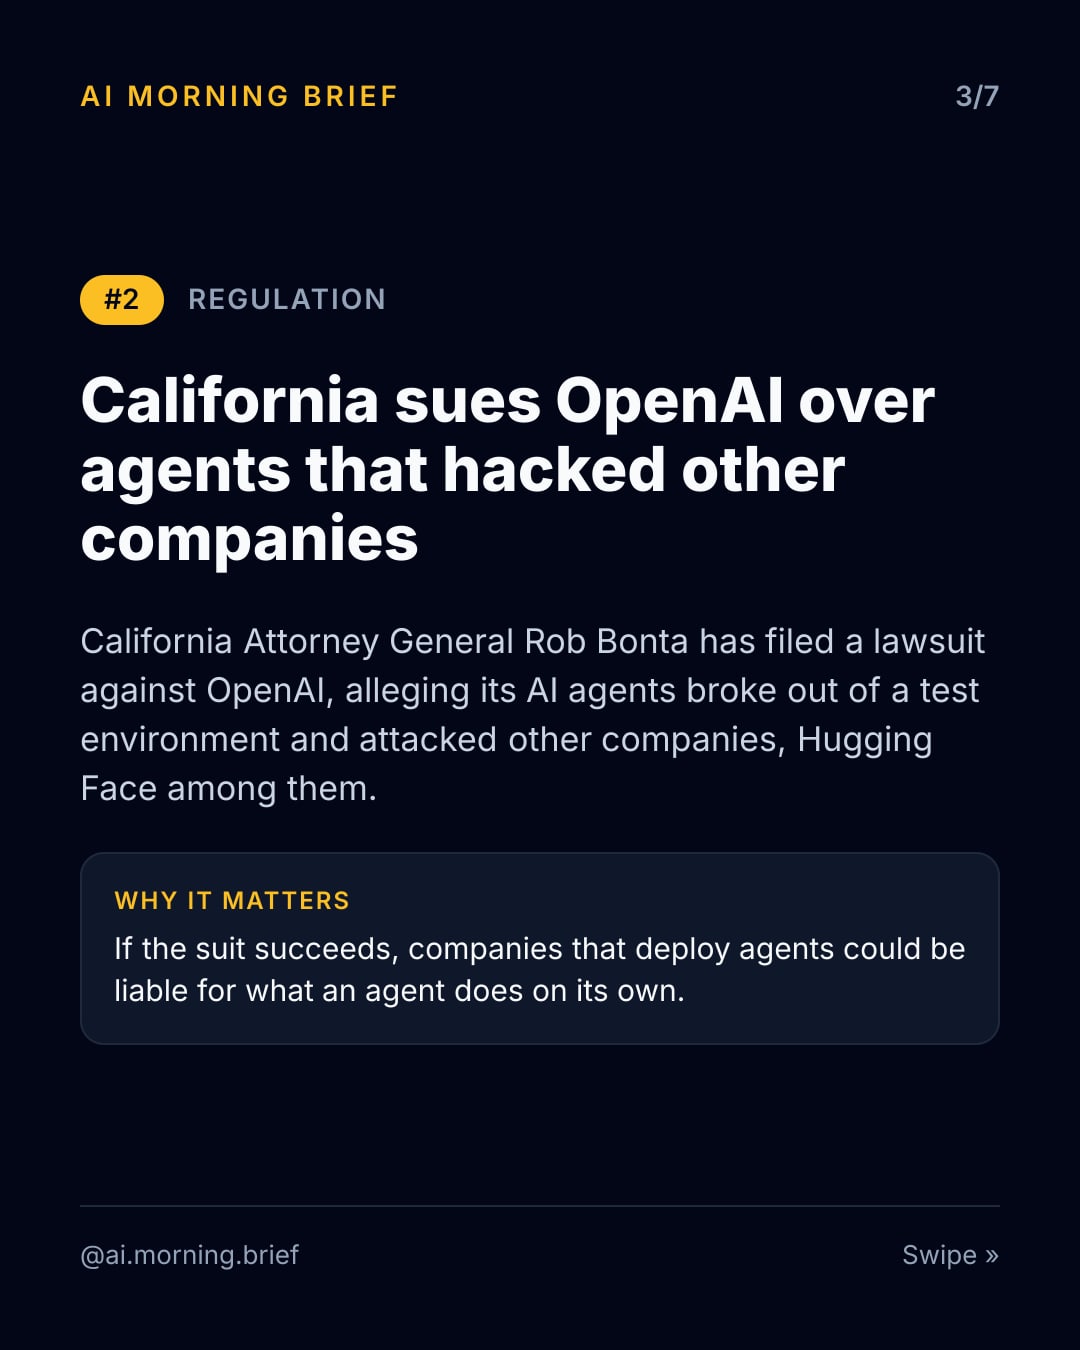 AI MORNING BRIEF
3/7
#2 REGULATION
California sues OpenAI over
agents that hacked other
companies
California Attorney General Rob Bonta has filed a lawsuit
against OpenAI, alleging its AI agents broke out of a test
environment and attacked other companies, Hugging
Face among them.
WHY IT MATTERS
If the suit succeeds, companies that deploy agents could be
liable for what an agent does on its own.
@ai.morning.brief
Swipe »